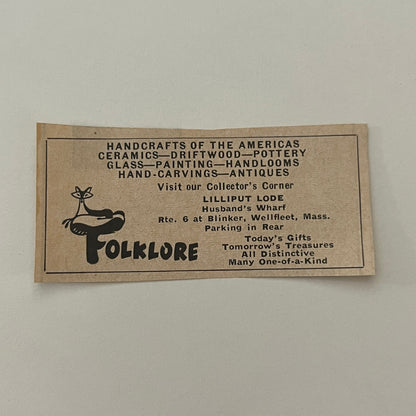 HANDCRAFTS OF THE AMERICAS
CERAMICS—DRIFTWOOD—POTTERY
GLASS—PAINTING—HANDLOOMS
HAND-CARVINGS—ANTIQUES
Visit our Collector's Corner
LILLIPUT LODE
Husband's Wharf
Rte. 6 at Blinker, Wellfleet, Mass.
Parking in Rear
FOLKLORE
Today's Gifts
Tomorrow's Treasures
All Distinctive
Many One-of-a-Kind